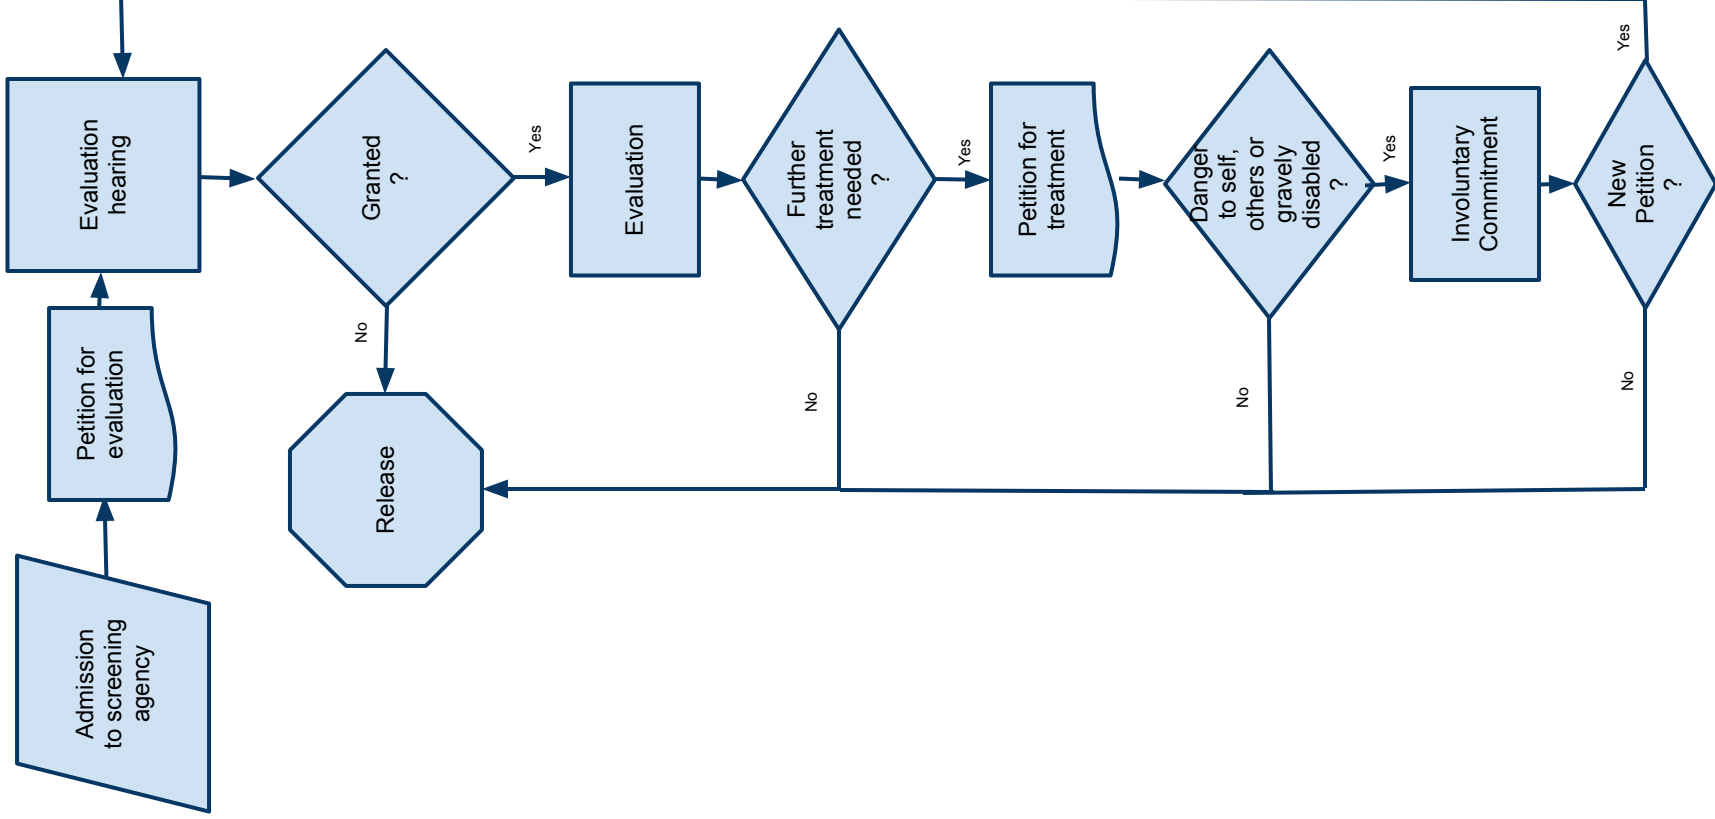 Admission
to screening
agency
Petition for
evaluation
Evaluation
hearing
Granted
?
No
Release
Yes
Evaluation
Further
treatment
needed
?
No
Yes
Petition for
treatment
Danger
to self,
others or
gravely
disabled
?
No
Yes
Involuntary
Commitment
New
Petition
?
No
Yes